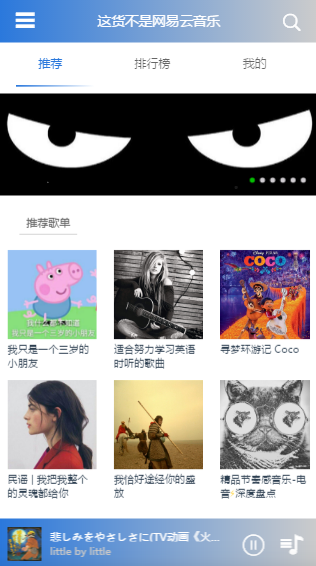 这货不是网易云音乐
推荐
排行榜
我的
推荐歌单
我只是一个三岁的
小朋友
适合努力学习英语
时听的歌曲
COCO
寻梦环游记 Coco
民谣 | 我把我整个
的灵魂都给你
我恰好途经你的盛
放
精品节奏感音乐-电
音·深度盘点
悲しみをやさしさに(TV动画《火...
little by little